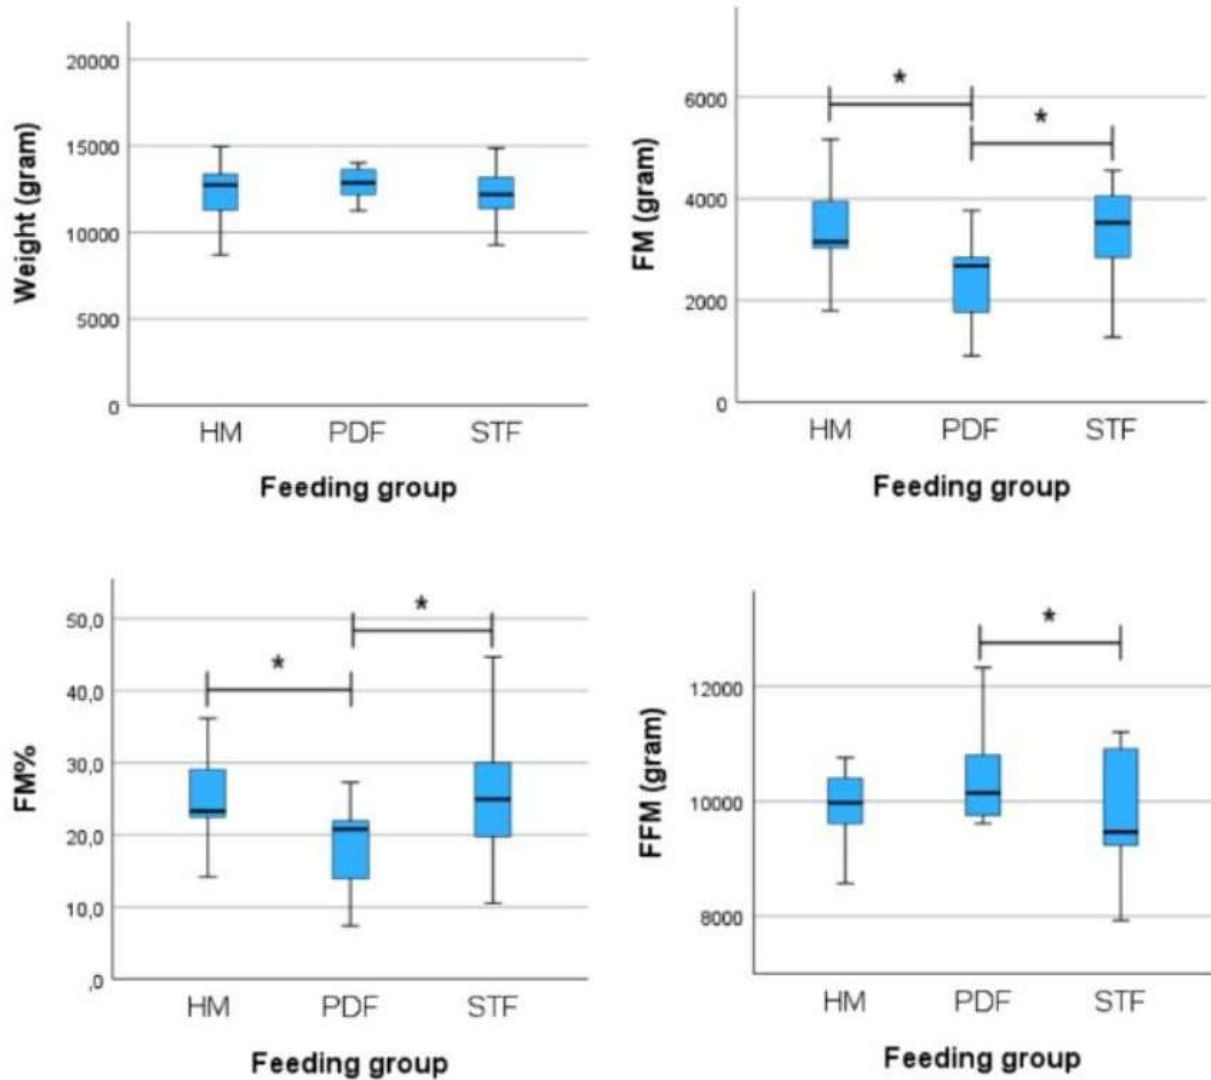 Weight (gram)
20000
15000
10000
5000
0
HM PDF STF
Feeding group
FM (gram)
6000
4000
2000
0
* *
HM PDF STF
Feeding group
FM%
50,0
40,0
30,0
20,0
10,0
,0
* *
HM PDF STF
Feeding group
FFM (gram)
12000
10000
8000
*
HM PDF STF
Feeding group